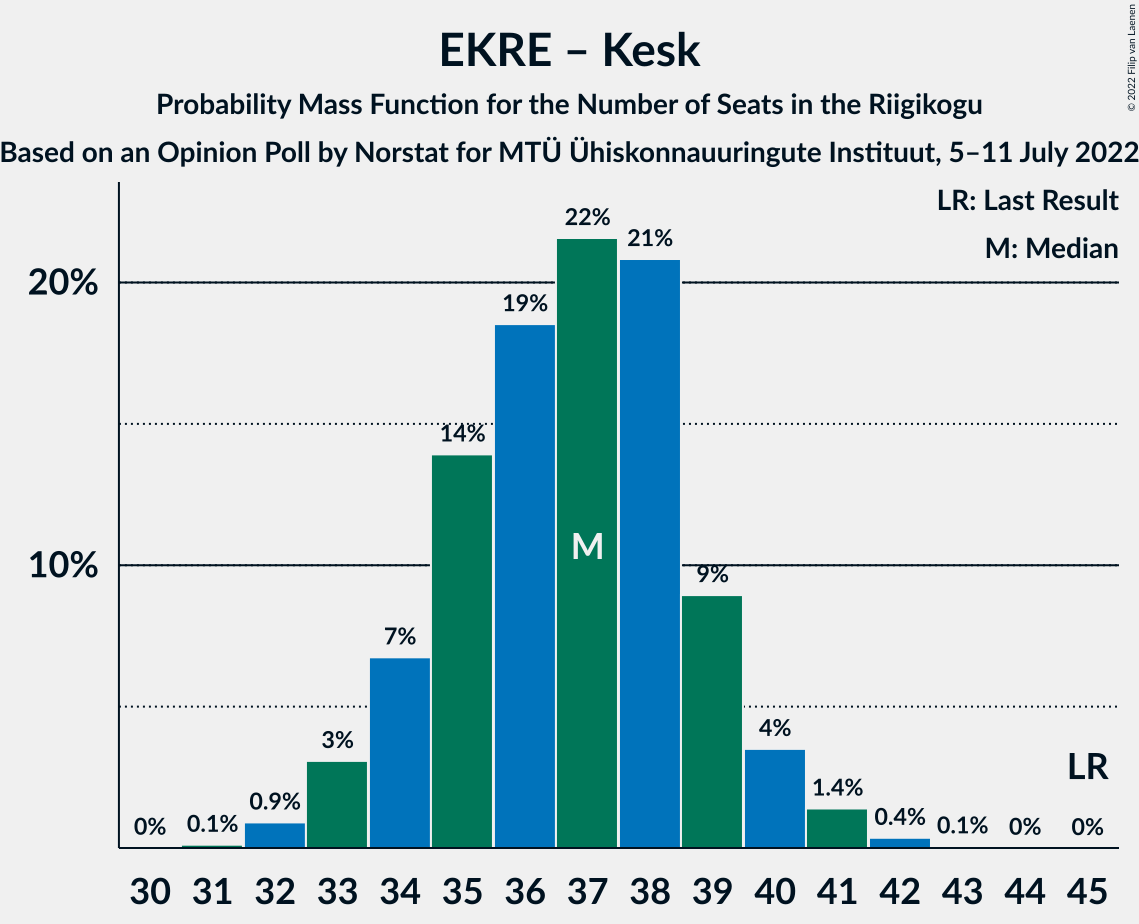 EKRE – Kesk
Probability Mass Function for the Number of Seats in the Riigikogu
Based on an Opinion Poll by Norstat for MTÜ Ühiskonnauuringute Instituut, 5–11 July 2022
© 2022 Filip van Laenen
LR: Last Result
M: Median
20%
10%
0% 0.1% 0.9% 3% 7% 14% 19% 22% 21% 9% 4% 1.4% 0.4% 0.1% 0% 0%
M
LR
30 31 32 33 34 35 36 37 38 39 40 41 42 43 44 45